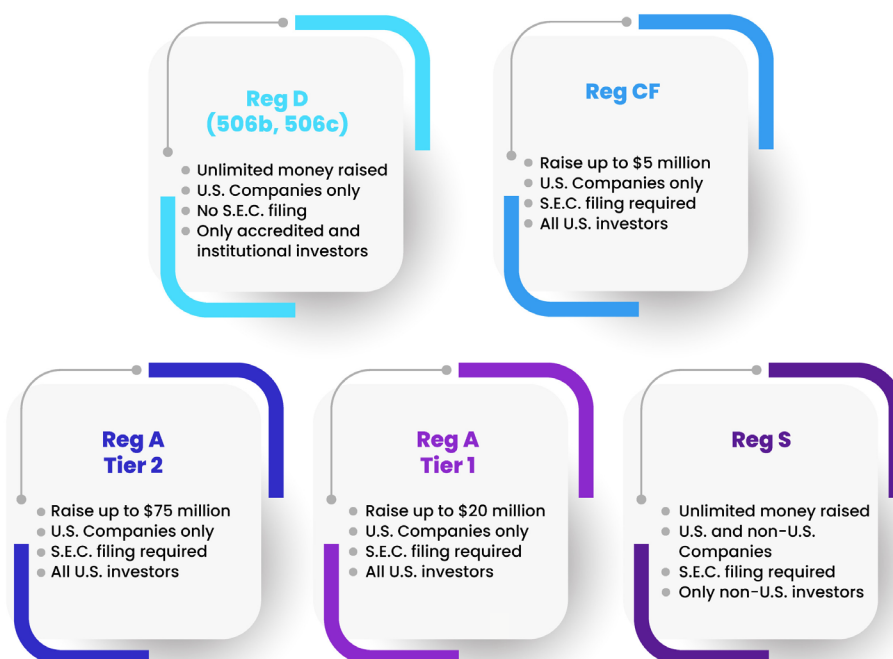 Reg D
(506b, 506c)
Unlimited money raised
U.S. Companies only
No S.E.C. filing
Only accredited and
institutional investors
Reg CF
Raise up to $5 million
U.S. Companies only
S.E.C. filing required
All U.S. investors
Reg A
Tier 2
Raise up to $75 million
U.S. Companies only
S.E.C. filing required
All U.S. investors
Reg A
Tier 1
Raise up to $20 million
U.S. Companies only
S.E.C. filing required
All U.S. investors
Reg S
Unlimited money raised
U.S. and non-U.S.
Companies
S.E.C. filing required
Only non-U.S. investors